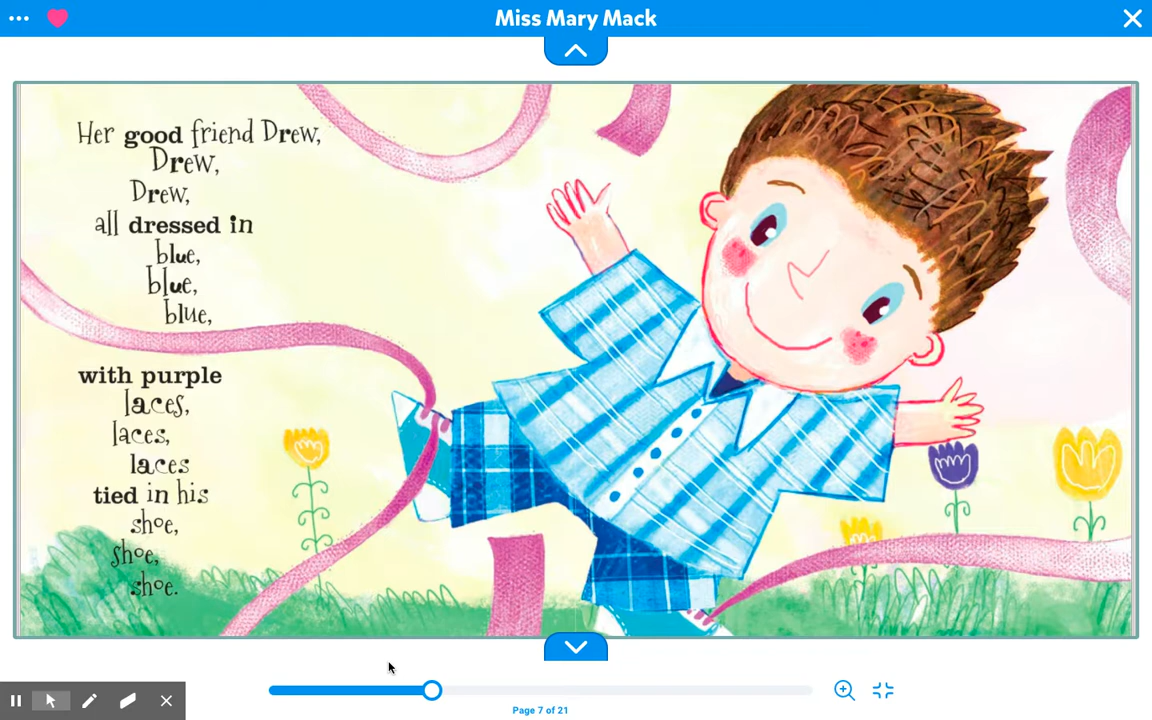 Miss Mary Mack
Her good friend Drew,
Drew,
Drew,
all dressed in
blue,
blue,
blue,
with purple
laces,
laces,
laces
tied in his
shoe,
shoe,
shoe.
Page 7 of 21